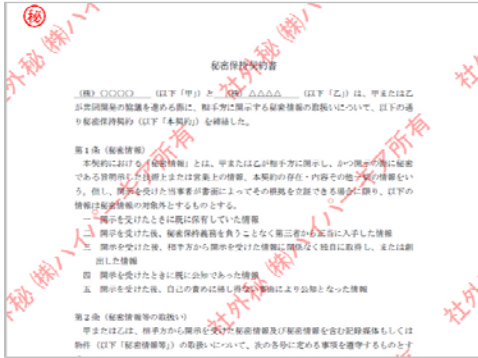 ㊙
社外秘 (株)ハイパーギア所有
秘密保持契約書
(株) ○○○○ (以下「甲」) と (株) △△△△ (以下「乙」) は、甲または乙
が共同開発の協議を進める際に、相手方に開示する秘密情報の取扱いについて、以下の通
り秘密保持契約 (以下「本契約」) を締結した。
第1条 (秘密情報)
本契約における「秘密情報」とは、甲または乙が相手方に開示し、かつ開示の際に秘密
である旨明示した技術上または営業上の情報、本契約の存在・内容その他一切の情報をい
う。但し、開示を受けた当事者が書面によってその根拠を立証できる場合に限り、以下の
情報は秘密情報の対象外とするものとする。
一 開示を受けたときに既に保有していた情報
二 開示を受けた後、秘密保持義務を負うことなく第三者から正当に入手した情報
三 開示を受けた後、相手方から開示を受けた情報に関係なく独自に取得し、または創
出した情報
四 開示を受けたときに既に公知であった情報
五 開示を受けた後、自己の責めに帰し得ない事由により公知となった情報
第2条 (秘密情報等の取扱い)
甲または乙は、相手方から開示を受けた秘密情報及び秘密情報を含む記録媒体もしくは
物件 (以下「秘密情報等」) の取扱いについて、次の各号に定める事項を遵守するものとす